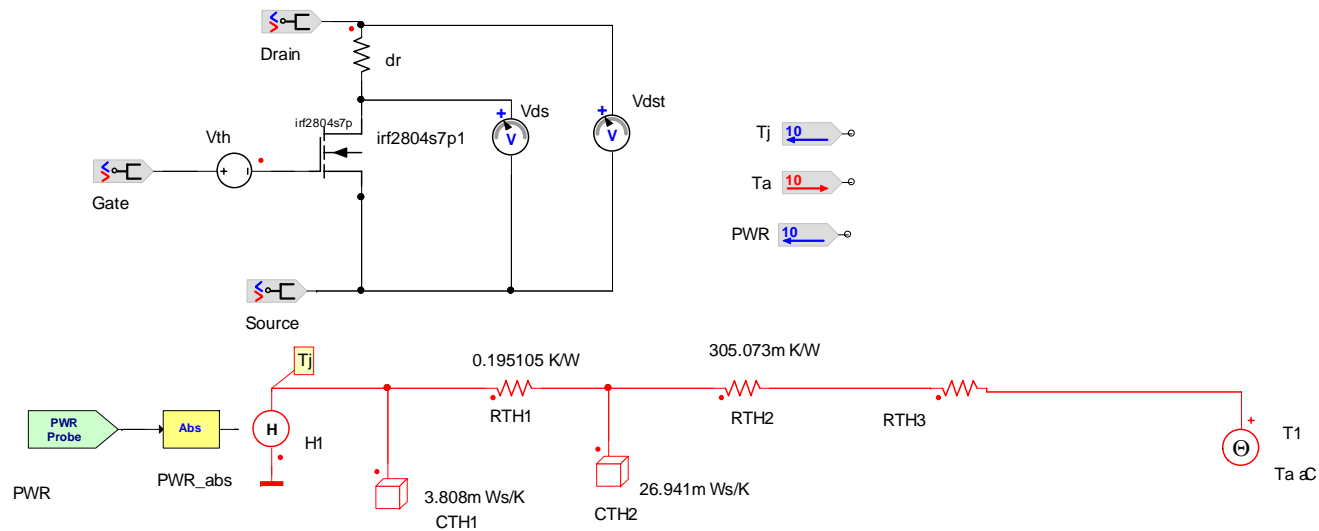 Drain
dr
Vds
Vdst
irf2804s7p
irf2804s7p1
Vth
Gate
Source
V
V
Tj
10
Ta
10
PWR
10
Tj
0.195105 K/W
305.073m K/W
RTH1
RTH2
RTH3
PWR
Probe
Abs
H
H1
PWR
PWR_abs
3.808m Ws/K
CTH1
26.941m Ws/K
CTH2
Θ
T1
Ta aC